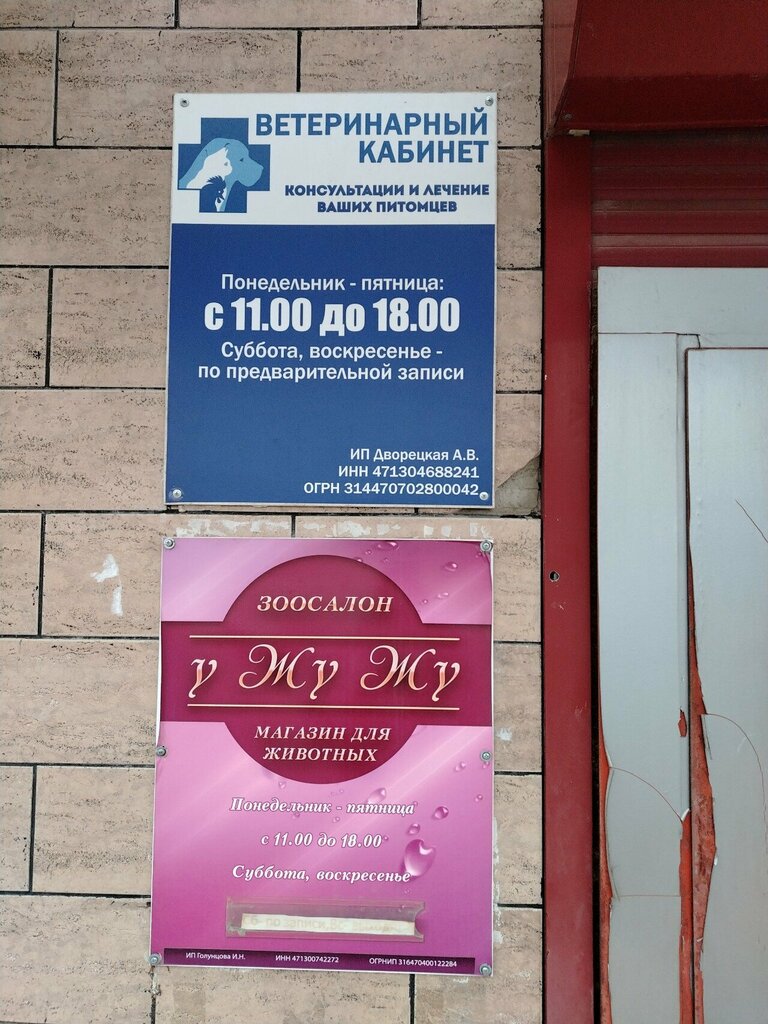 ВЕТЕРИНАРНЫЙ
КАБИНЕТ
КОНСУЛЬТАЦИИ И ЛЕЧЕНИЕ
ВАШИХ ПИТОМЦЕВ
Понедельник - пятница:
с 11.00 до 18.00
Суббота, воскресенье -
по предварительной записи
ИП Дворецкая А.В.
ИНН 471304688241
ОГРН 314470702800042
ЗООСАЛОН
у Жу Жу
МАГАЗИН ДЛЯ
ЖИВОТНЫХ
Понедельник - пятница
с 11.00 до 18.00
Суббота, воскресенье
по записи,
ИП Голунцова И.Н. ИНН 471300742272 ОГРНИП 316470400122284